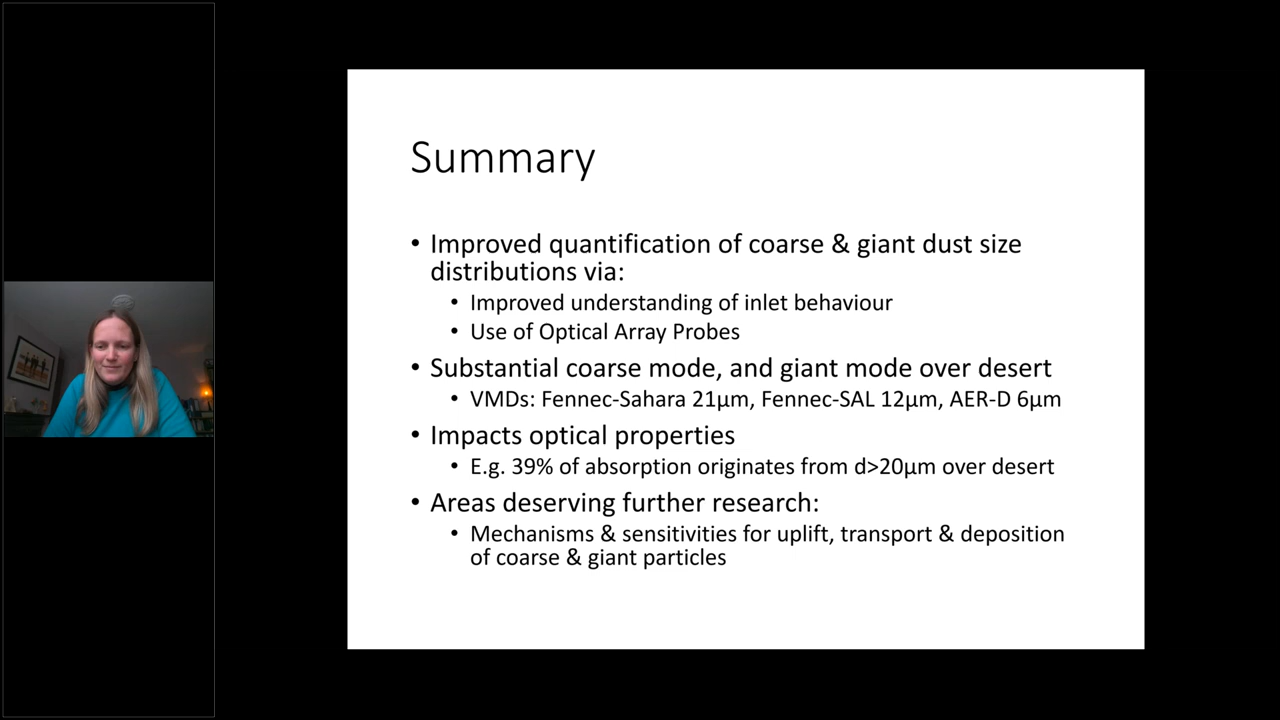 Summary
• Improved quantification of coarse & giant dust size
distributions via:
• Improved understanding of inlet behaviour
• Use of Optical Array Probes
• Substantial coarse mode, and giant mode over desert
• VMDs: Fennec-Sahara 21µm, Fennec-SAL 12µm, AER-D 6µm
• Impacts optical properties
• E.g. 39% of absorption originates from d>20µm over desert
• Areas deserving further research:
• Mechanisms & sensitivities for uplift, transport & deposition
of coarse & giant particles